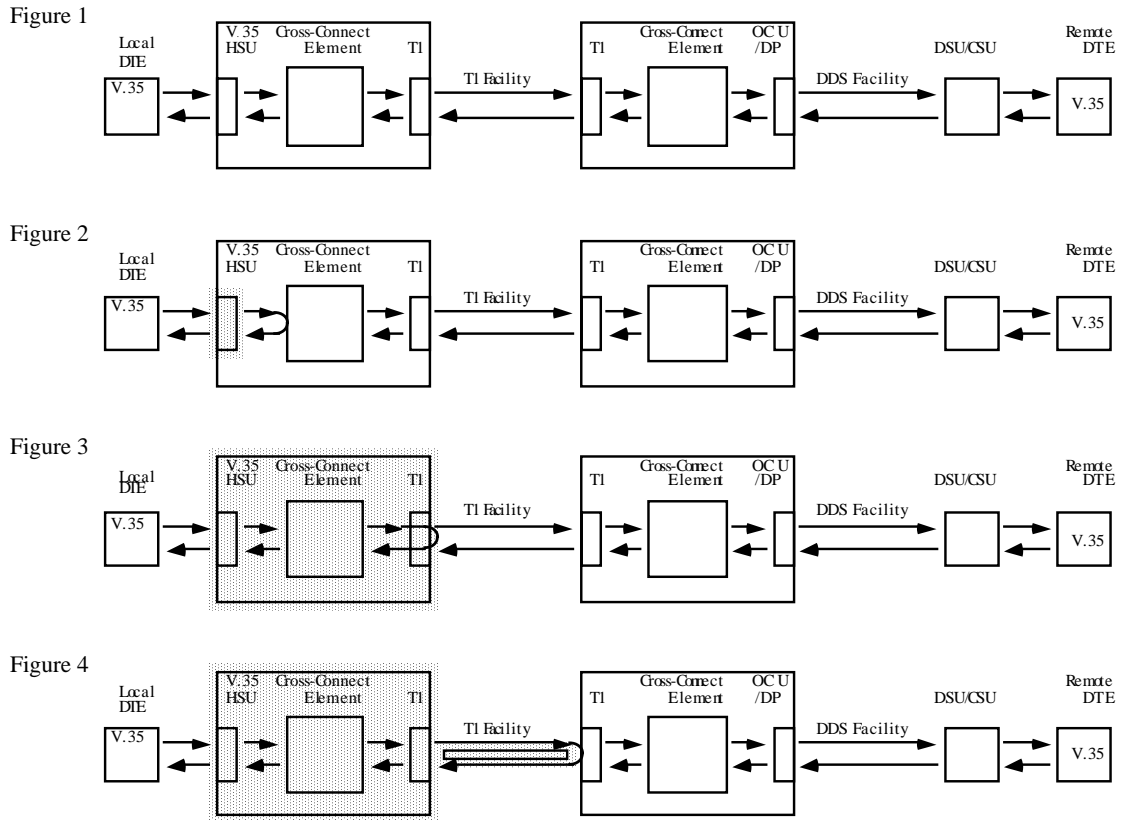 Figure 1
Local DTE
V.35 HSU
Cross-Connect Element
T1
T1
Cross-Connect Element
OCU /DP
DSU/CSU
Remote DTE
V.35
T1 Facility
DDS Facility
V.35
Figure 2
Local DTE
V.35 HSU
Cross-Connect Element
T1
T1
Cross-Connect Element
OCU /DP
DSU/CSU
Remote DTE
V.35
T1 Facility
DDS Facility
V.35
Figure 3
Local DTE
V.35 HSU
Cross-Connect Element
T1
T1
Cross-Connect Element
OCU /DP
DSU/CSU
Remote DTE
V.35
T1 Facility
DDS Facility
V.35
Figure 4
Local DTE
V.35 HSU
Cross-Connect Element
T1
T1
Cross-Connect Element
OCU /DP
DSU/CSU
Remote DTE
V.35
T1 Facility
DDS Facility
V.35